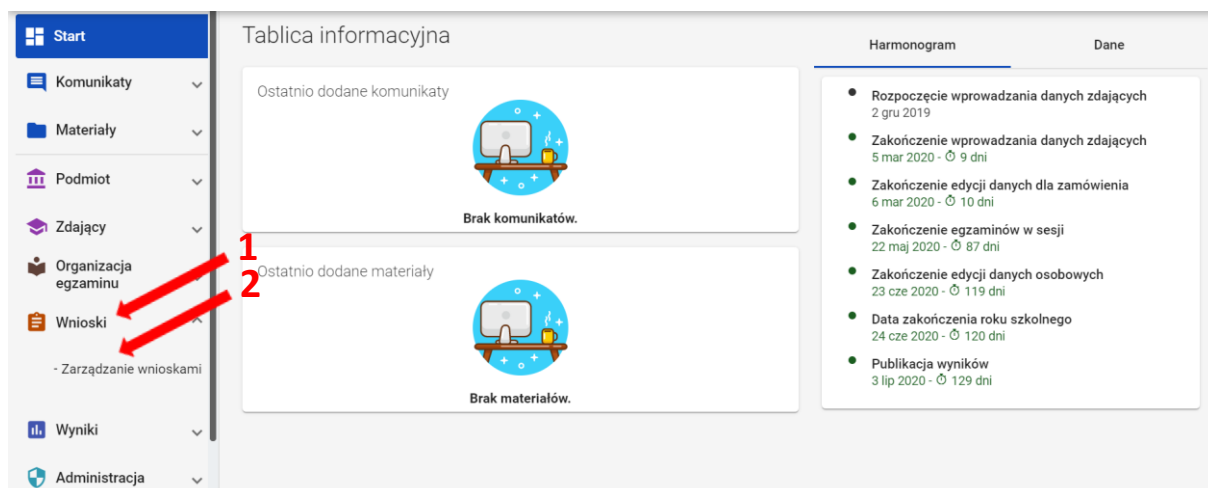 Start
Komunikaty
Materiały
Podmiot
Zdający
Organizacja
egzaminu
Wnioski
- Zarządzanie wnioskami
Wyniki
Administracja
1
2
Tablica informacyjna
Ostatnio dodane komunikaty
Brak komunikatów.
Ostatnio dodane materiały
Brak materiałów.
Harmonogram
Dane
Rozpoczęcie wprowadzania danych zdających
2 gru 2019
Zakończenie wprowadzania danych zdających
5 mar 2020 - ⏱ 9 dni
Zakończenie edycji danych dla zamówienia
6 mar 2020 - ⏱ 10 dni
Zakończenie egzaminów w sesji
22 maj 2020 - ⏱ 87 dni
Zakończenie edycji danych osobowych
23 cze 2020 - ⏱ 119 dni
Data zakończenia roku szkolnego
24 cze 2020 - ⏱ 120 dni
Publikacja wyników
3 lip 2020 - ⏱ 129 dni